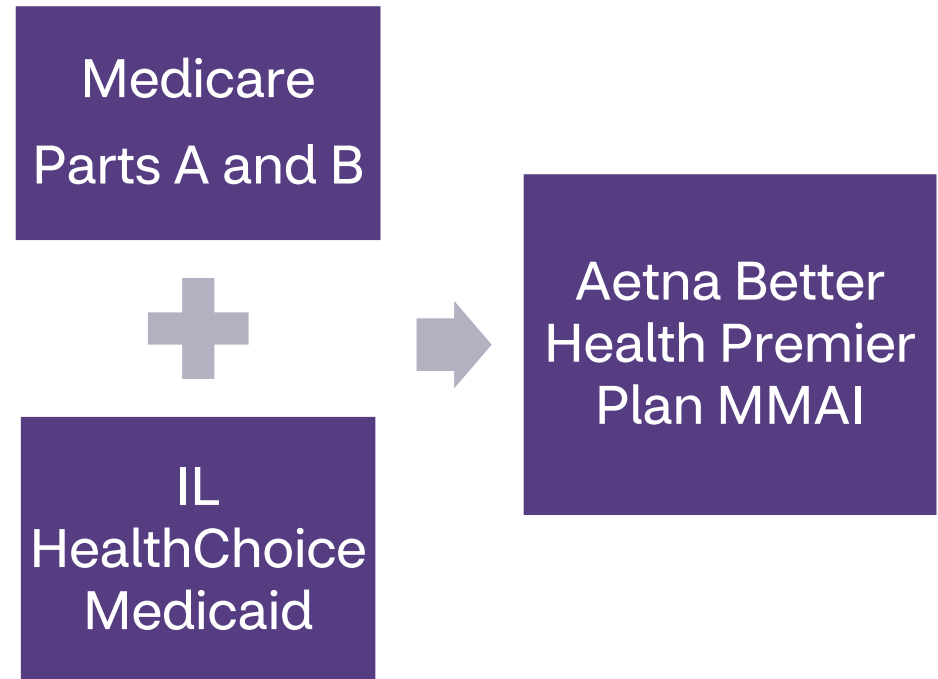 Medicare
Parts A and B
IL
HealthChoice
Medicaid
Aetna Better
Health Premier
Plan MMAI